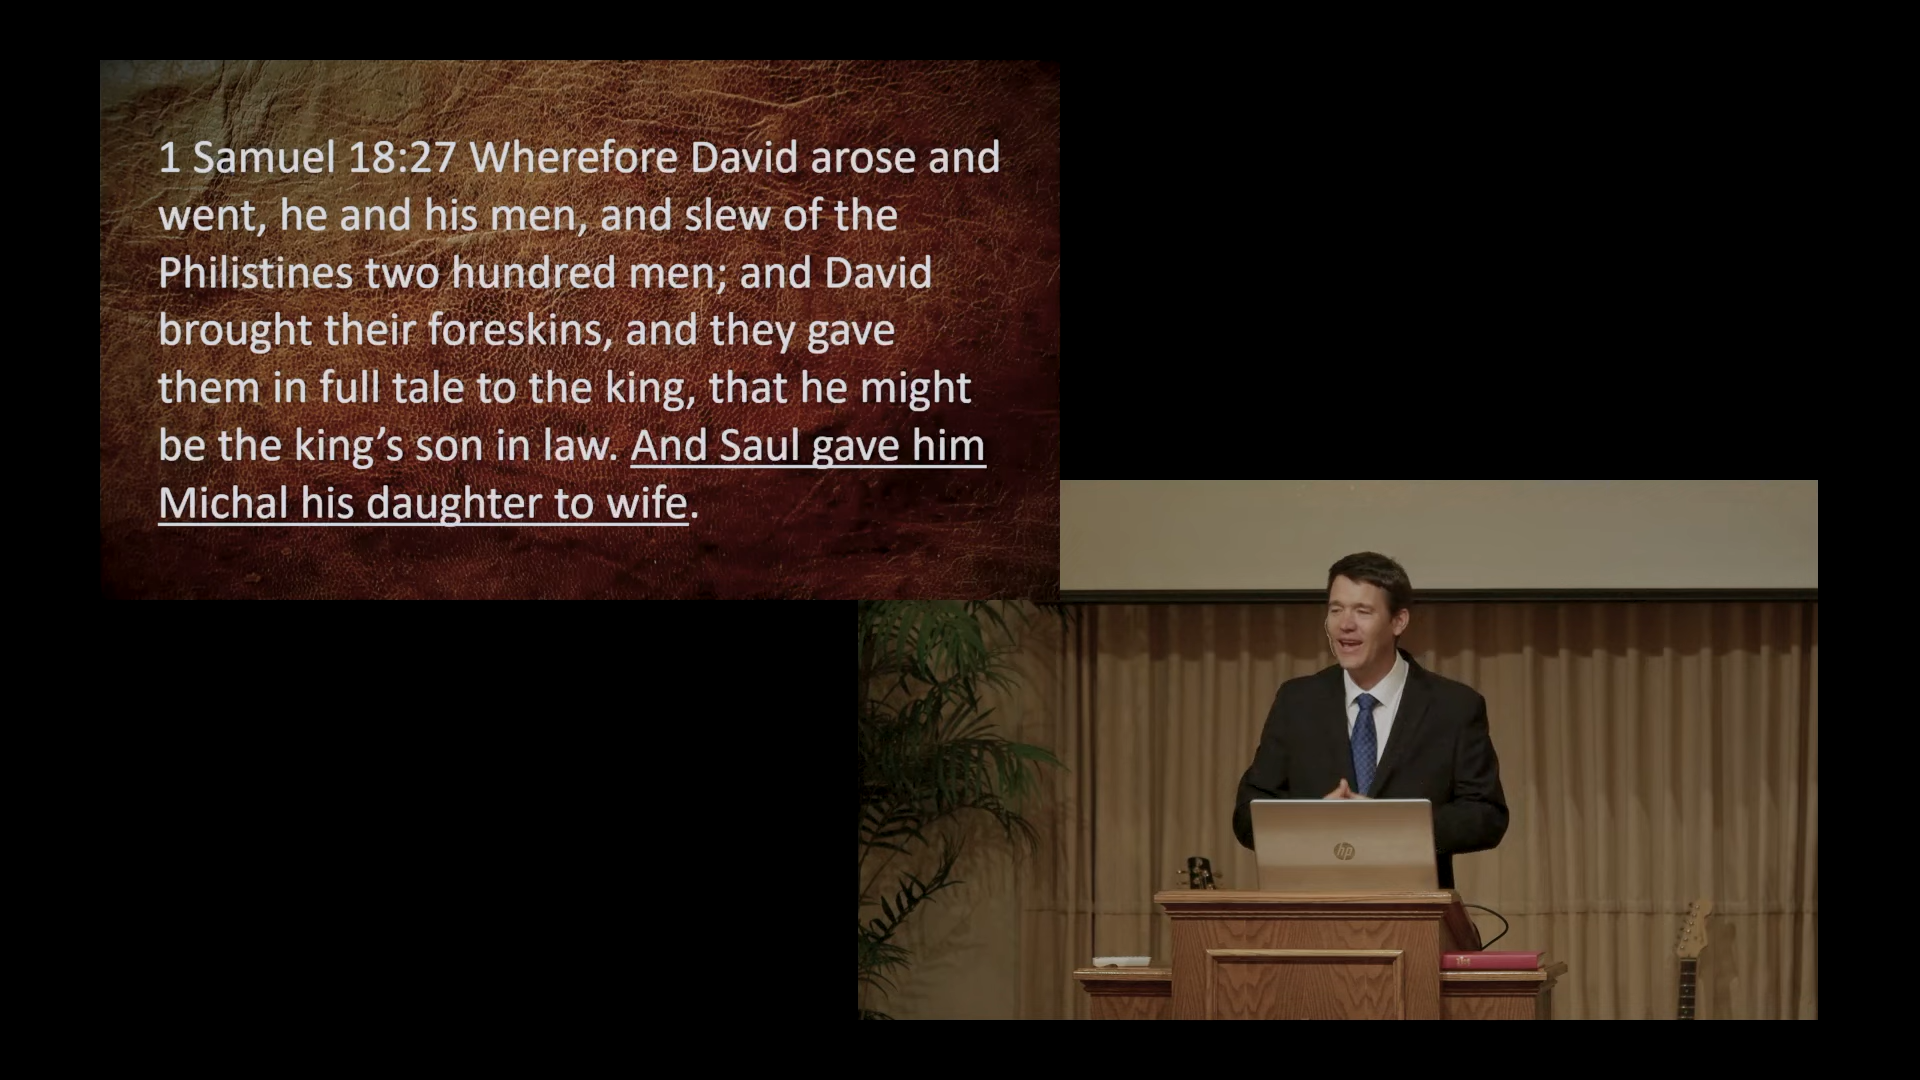 1 Samuel 18:27 Wherefore David arose and
went, he and his men, and slew of the
Philistines two hundred men; and David
brought their foreskins, and they gave
them in full tale to the king, that he might
be the king’s son in law. And Saul gave him
Michal his daughter to wife.
hp